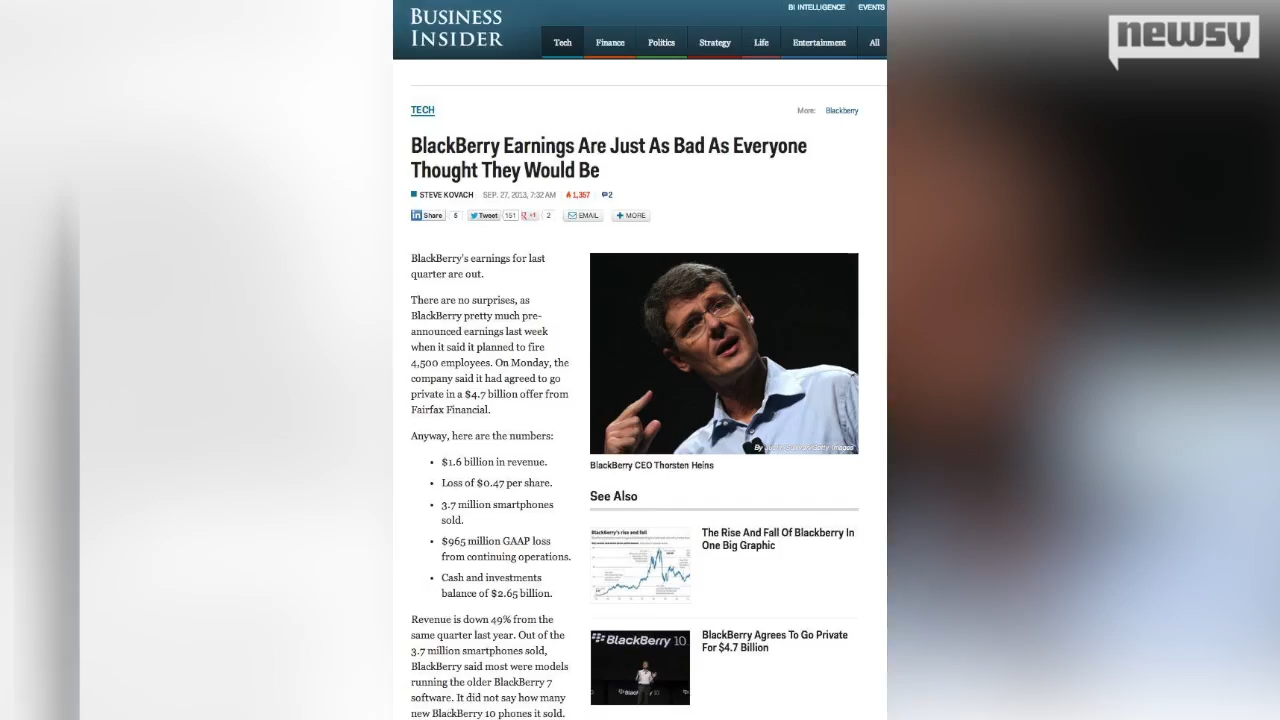 BUSINESS
INSIDER
BI INTELLIGENCE EVENTS
Tech Finance Politics Strategy Life Entertainment All
newsy
TECH
More: Blackberry
BlackBerry Earnings Are Just As Bad As Everyone
Thought They Would Be
STEVE KOVACH SEP. 27, 2013, 7:32 AM 1,357 2
in Share 5 Tweet 151 +1 2 EMAIL + MORE
BlackBerry's earnings for last
quarter are out.
There are no surprises, as
BlackBerry pretty much pre-
announced earnings last week
when it said it planned to fire
4,500 employees. On Monday, the
company said it had agreed to go
private in a $4.7 billion offer from
Fairfax Financial.
Anyway, here are the numbers:
• $1.6 billion in revenue.
• Loss of $0.47 per share.
• 3.7 million smartphones
sold.
• $965 million GAAP loss
from continuing operations.
• Cash and investments
balance of $2.65 billion.
Revenue is down 49% from the
same quarter last year. Out of the
3.7 million smartphones sold,
BlackBerry said most were models
running the older BlackBerry 7
software. It did not say how many
new BlackBerry 10 phones it sold.
BlackBerry CEO Thorsten Heins
See Also
BlackBerry's rise and fall
The Rise And Fall Of Blackberry In
One Big Graphic
BlackBerry 10
BlackBerry Agrees To Go Private
For $4.7 Billion